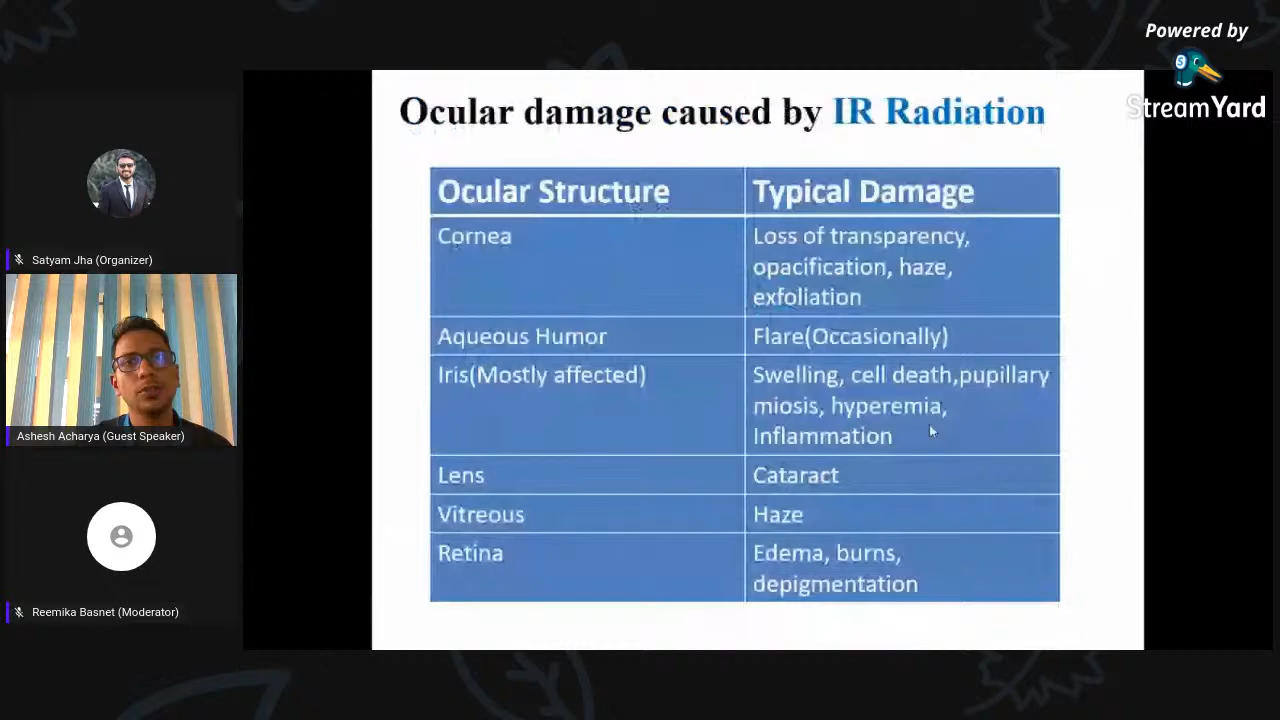 Powered by
StreamYard
Ocular damage caused by IR Radiation
Ocular Structure
Typical Damage
Cornea
Loss of transparency,
opacification, haze,
exfoliation
Aqueous Humor
Flare(Occasionally)
Iris(Mostly affected)
Swelling, cell death,pupillary
miosis, hyperemia,
Inflammation
Lens
Cataract
Vitreous
Haze
Retina
Edema, burns,
depigmentation
Satyam Jha (Organizer)
Ashesh Acharya (Guest Speaker)
Reemika Basnet (Moderator)